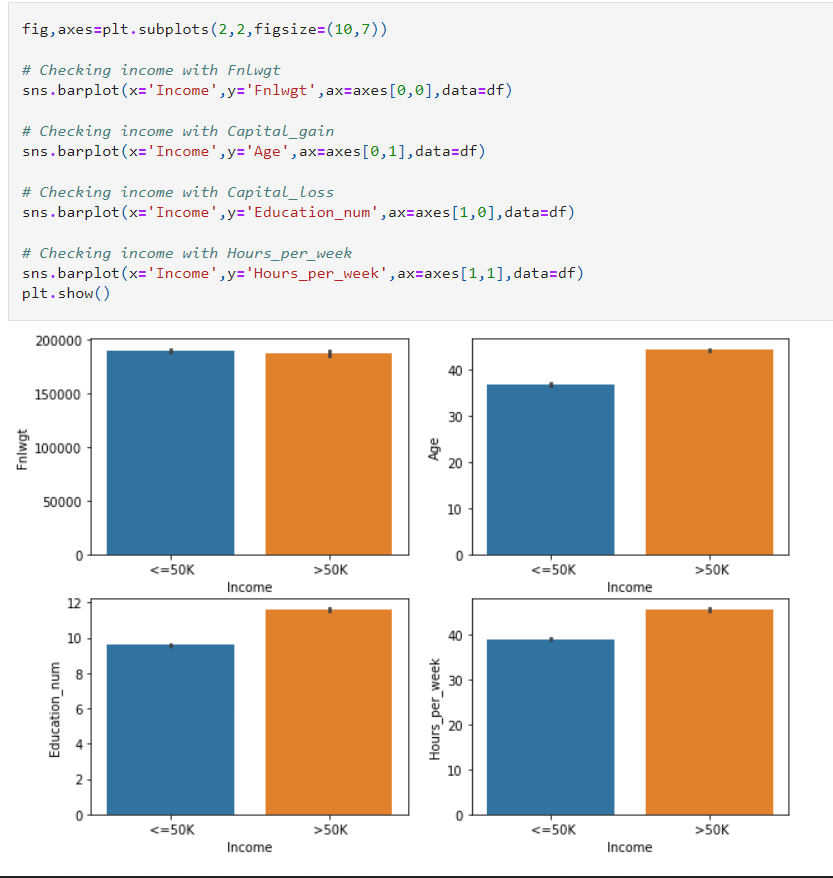 fig,axes=plt.subplots(2,2,figsize=(10,7))
# Checking income with Fnlwgt
sns.barplot(x='Income',y='Fnlwgt',ax=axes[0,0],data=df)
# Checking income with Capital_gain
sns.barplot(x='Income',y='Age',ax=axes[0,1],data=df)
# Checking income with Capital_loss
sns.barplot(x='Income',y='Education_num',ax=axes[1,0],data=df)
# Checking income with Hours_per_week
sns.barplot(x='Income',y='Hours_per_week',ax=axes[1,1],data=df)
plt.show()
200000
150000
100000
50000
0
Fnlwgt
<=50K >50K
Income
40
30
20
10
0
Age
<=50K >50K
Income
12
10
8
6
4
2
0
Education_num
<=50K >50K
Income
40
30
20
10
0
Hours_per_week
<=50K >50K
Income